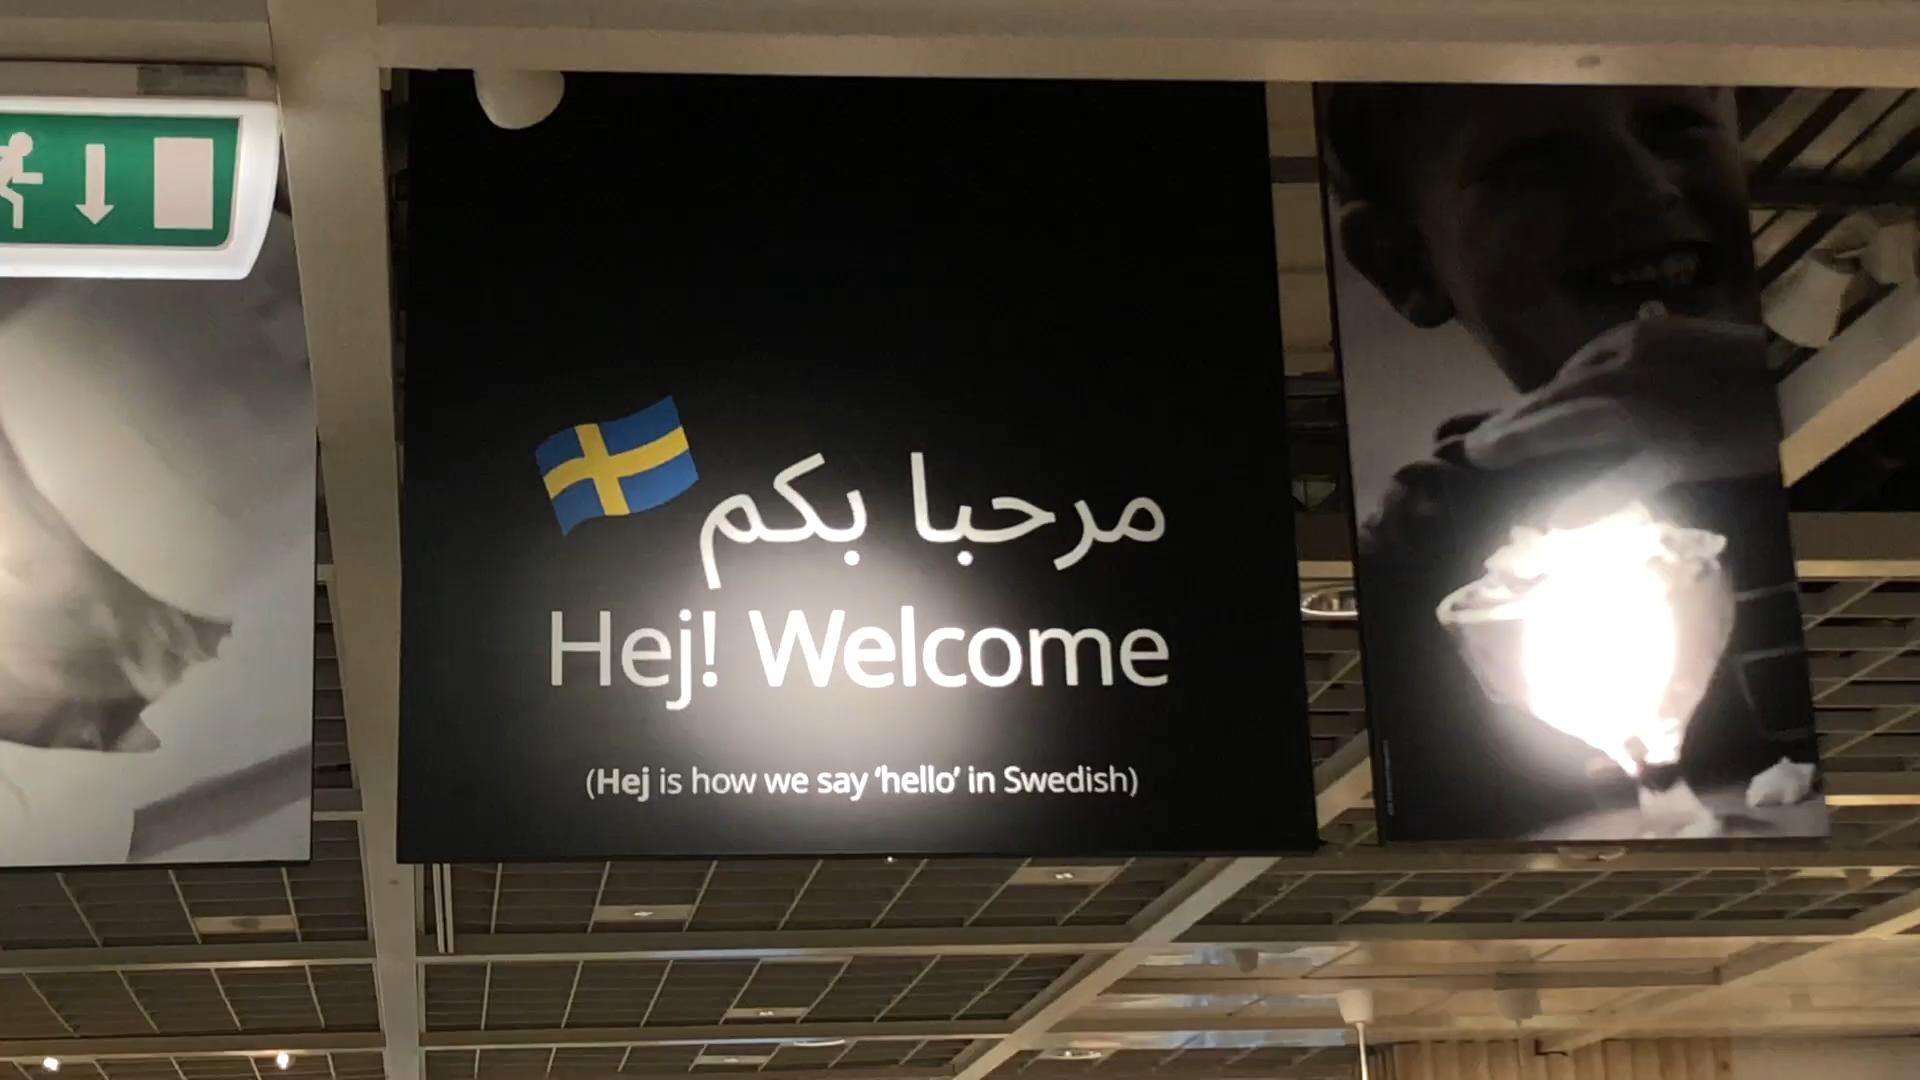 مرحبا بكم
Hej! Welcome
(Hej is how we say ‘hello’ in Swedish)